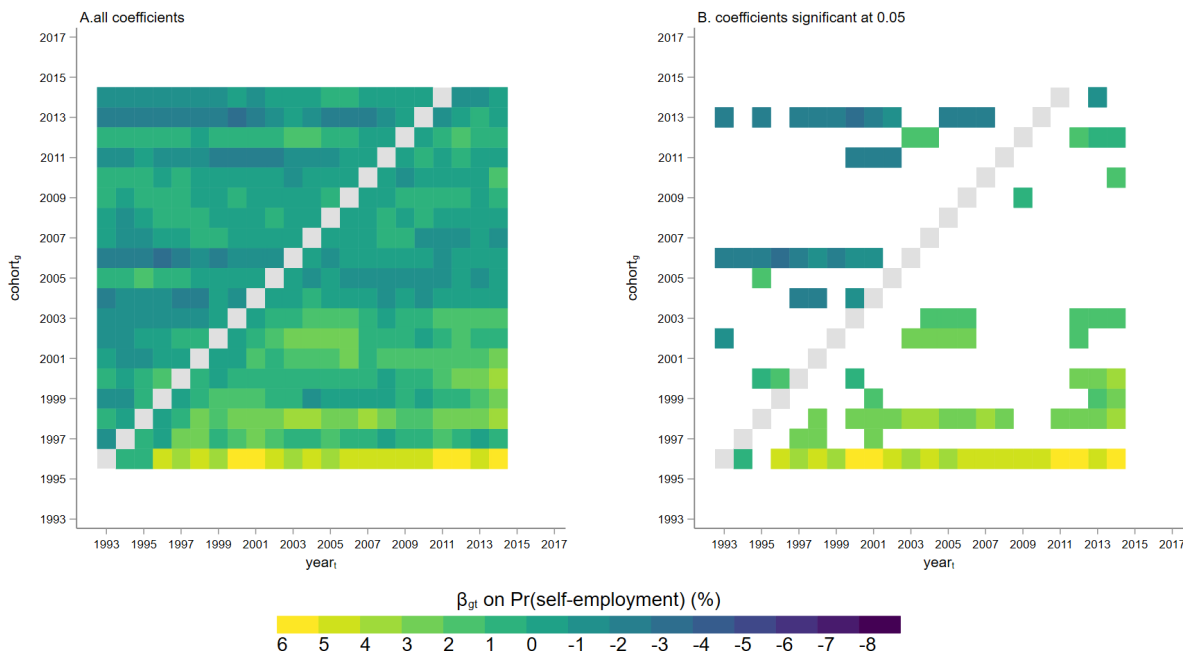 A.all coefficients
B. coefficients significant at 0.05
2017
2015
2013
2011
2009
2007
2005
2003
2001
1999
1997
1995
1993
cohortg
1993 1995 1997 1999 2001 2003 2005 2007 2009 2011 2013 2015 2017
yeart
2017
2015
2013
2011
2009
2007
2005
2003
2001
1999
1997
1995
1993
cohortg
1993 1995 1997 1999 2001 2003 2005 2007 2009 2011 2013 2015 2017
yeart
βgt on Pr(self-employment) (%)
6 5 4 3 2 1 0 -1 -2 -3 -4 -5 -6 -7 -8